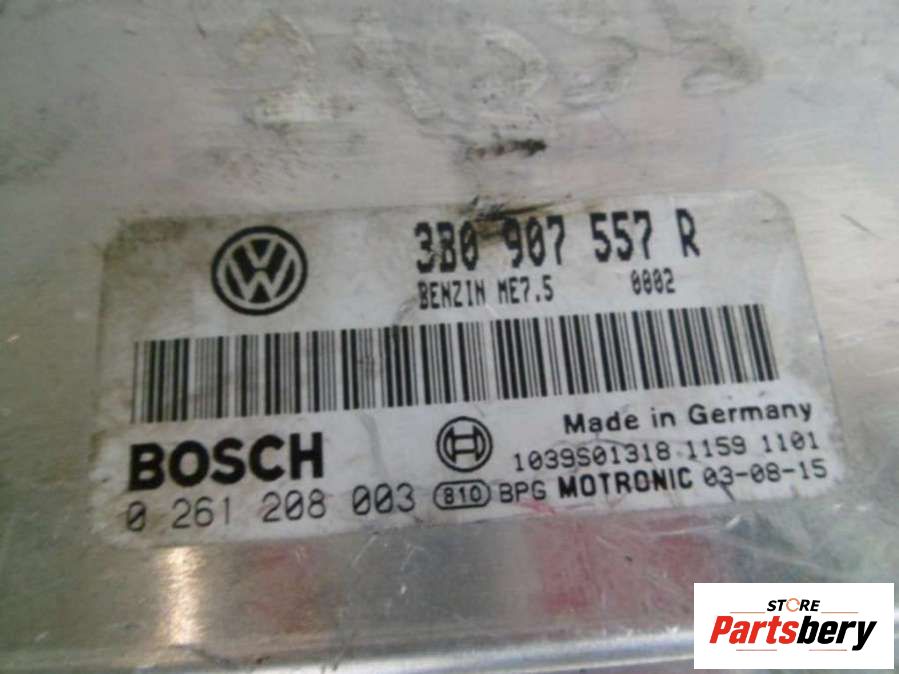 3B0 907 557 R
BENZIN ME7.5 0002
Made in Germany
BOSCH
1039S01318 1159 1101
0 261 208 003 810 BPG MOTRONIC 03-08-15
STORE
Partsbery